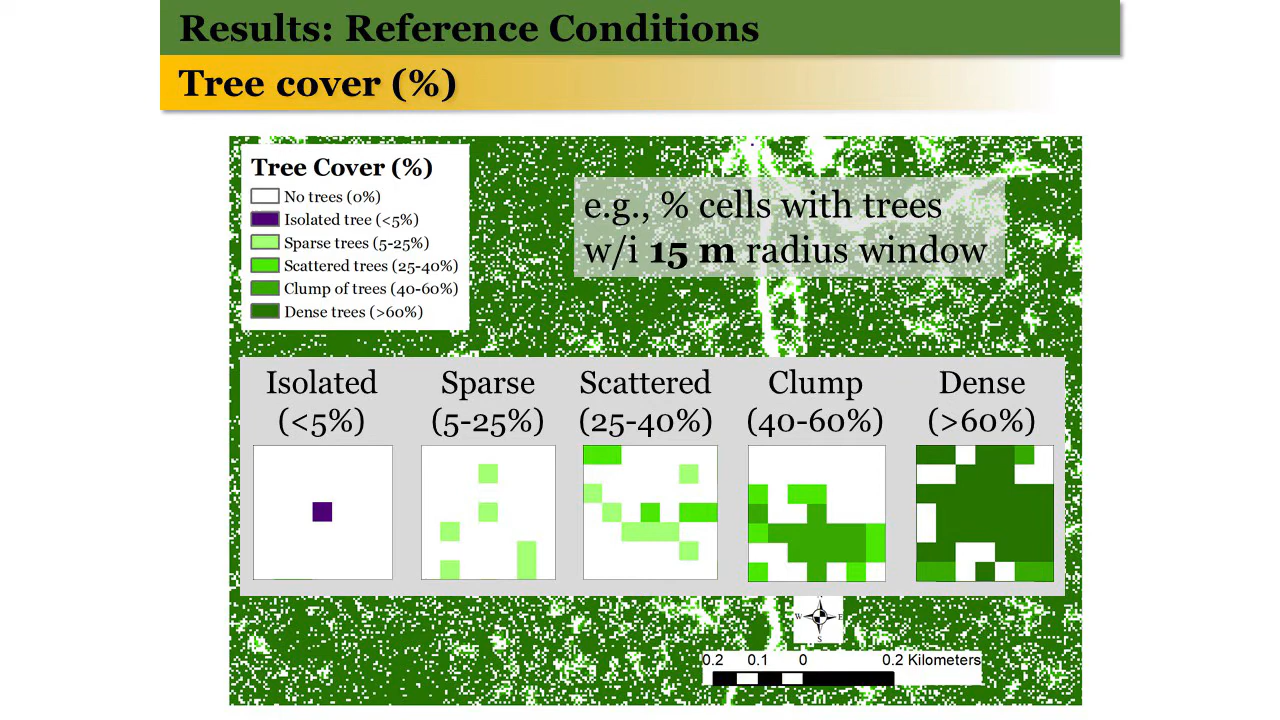 Results: Reference Conditions
Tree cover (%)
Tree Cover (%)
No trees (0%)
Isolated tree (<5%)
Sparse trees (5-25%)
Scattered trees (25-40%)
Clump of trees (40-60%)
Dense trees (>60%)
e.g., % cells with trees
w/i 15 m radius window
Isolated
(<5%)
Sparse
(5-25%)
Scattered
(25-40%)
Clump
(40-60%)
Dense
(>60%)
W E
S
0.2 0.1 0 0.2 Kilometers